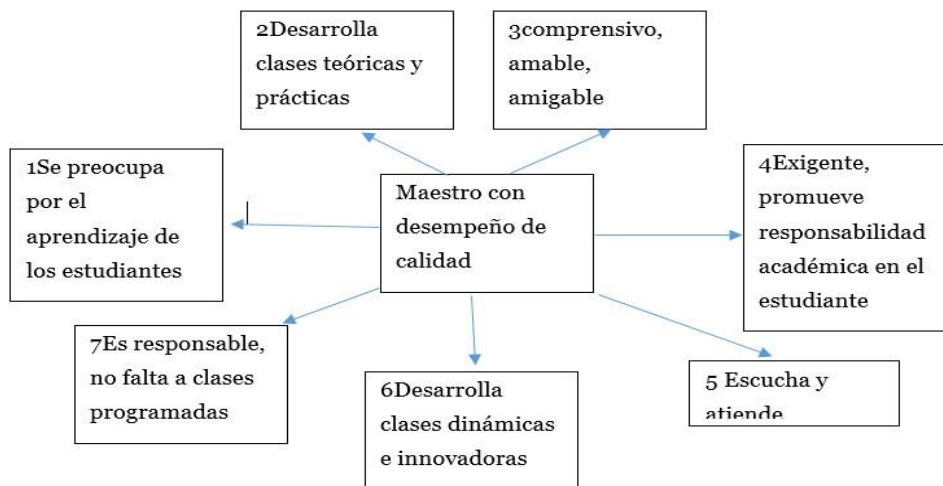 2Desarrolla
clases teóricas y
prácticas
3comprensivo,
amable,
amigable
1Se preocupa
por el
aprendizaje de
los estudiantes
Maestro con
desempeño de
calidad
4Exigente,
promueve
responsabilidad
académica en el
estudiante
7Es responsable,
no falta a clases
programadas
6Desarrolla
clases dinámicas
e innovadoras
5 Escucha y
atiende